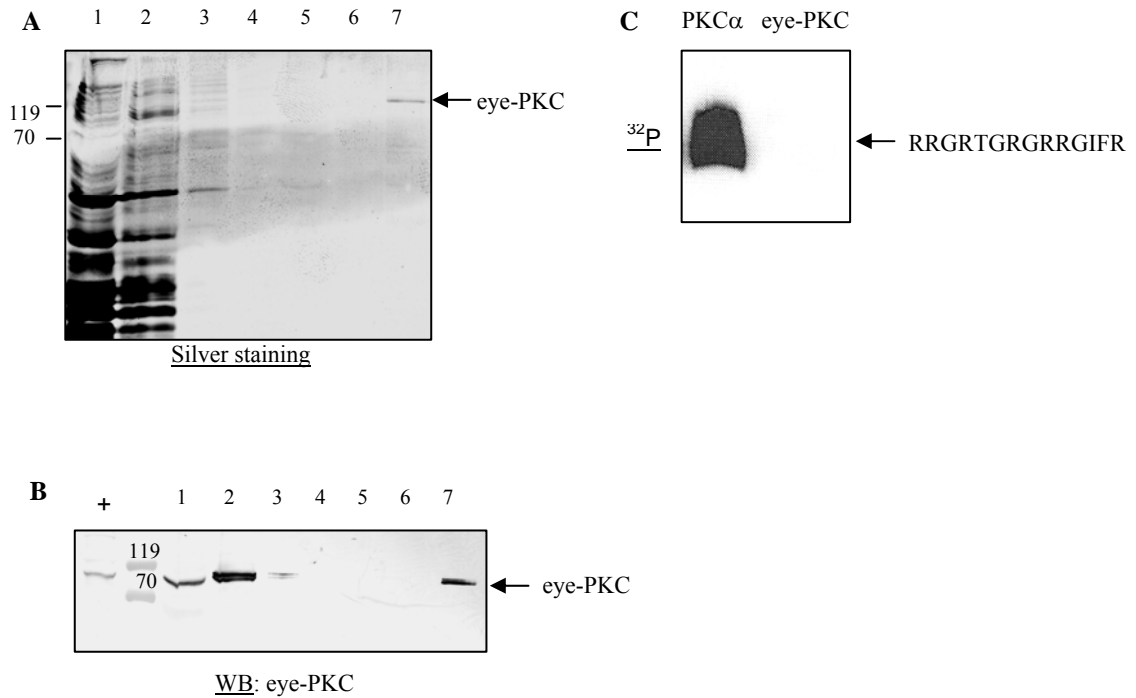 A
1 2 3 4 5 6 7
119
70
eye-PKC
Silver staining
B
+ 1 2 3 4 5 6 7
119
70
eye-PKC
WB: eye-PKC
C
PKCα eye-PKC
32P
RRGRTGRGRRGIFR